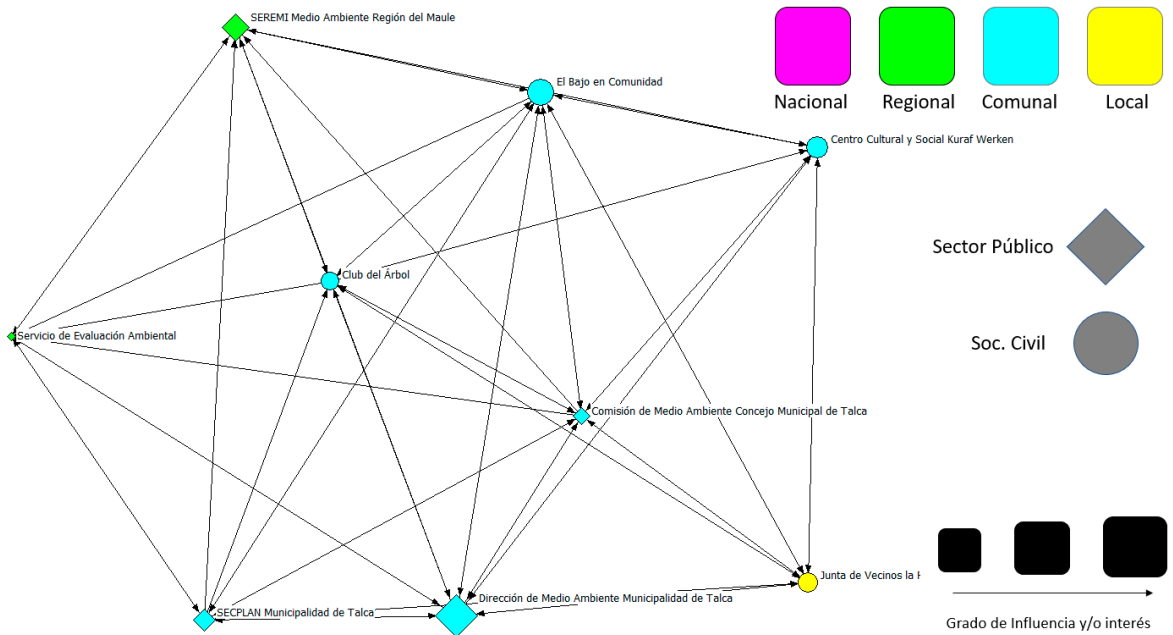 SEREMI Medio Ambiente Región del Maule
El Bajo en Comunidad
Nacional
Regional
Comunal
Local
Centro Cultural y Social Kuraf Werken
Sector Público
Club del Árbol
Servicio de Evaluación Ambiental
Soc. Civil
Comisión de Medio Ambiente Concejo Municipal de Talca
Junta de Vecinos la
Dirección de Medio Ambiente Municipalidad de Talca
SECPLAN Municipalidad de Talca
Grado de Influencia y/o interés